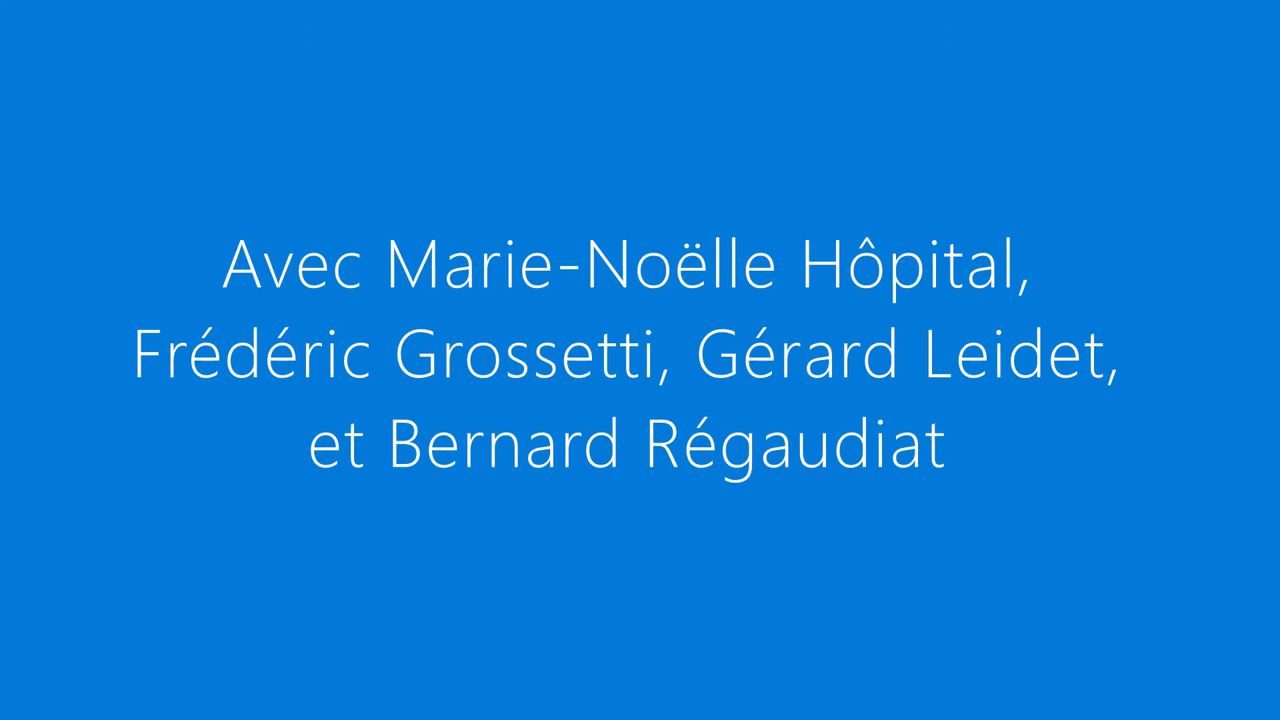 Avec Marie-Noëlle Hôpital,
Frédéric Grossetti, Gérard Leidet,
et Bernard Régaudiat